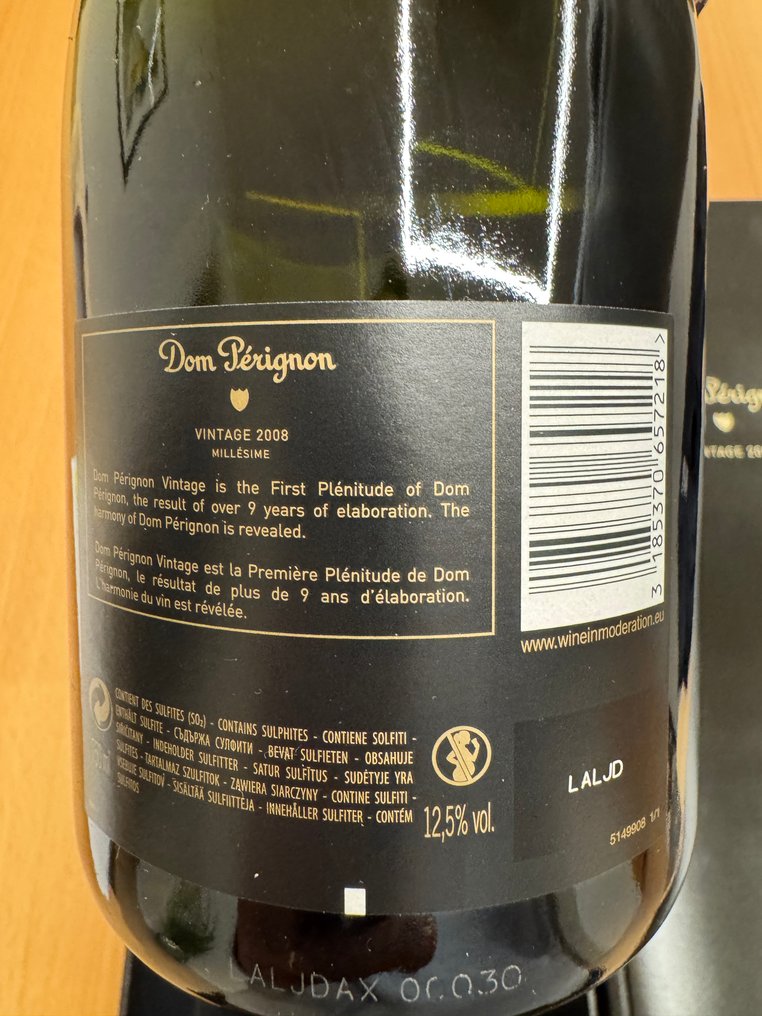 Dom Pérignon
VINTAGE 2008
MILLÉSIME
Dom Pérignon Vintage is the First Plénitude of Dom
Pérignon, the result of over 9 years of elaboration. The
harmony of Dom Pérignon is revealed.
Dom Pérignon Vintage est la Première Plénitude de Dom
Pérignon, le résultat de plus de 9 ans d'élaboration.
L'harmonie du vin est révélée.
3 185370 657218 >
www.wineinmoderation.eu
CONTIENT DES SULFITES (SO₂) - CONTAINS SULPHITES - CONTIENE SOLFITI -
ENTHÄLT SULFITE - СЪДЪРЖА СУЛФИТИ - BEVAT SULFIETEN - OBSAHUJE
SIŘIČITANY - INDEHOLDER SULFITTER - SATUR SULFĪTUS - SUDĖTYJE YRA
SULFITES - TARTALMAZ SZULFITOK - ZAWIERA SIARCZYNY - CONTINE SULFITI -
VSEBUJE SULFITOV - SISÄLTÄÄ SULFIITTEJA - INNEHÅLLER SULFITER - CONTÉM
SULFITOS
12,5% vol.
LALJD
5149908 1/1
LALJDAX